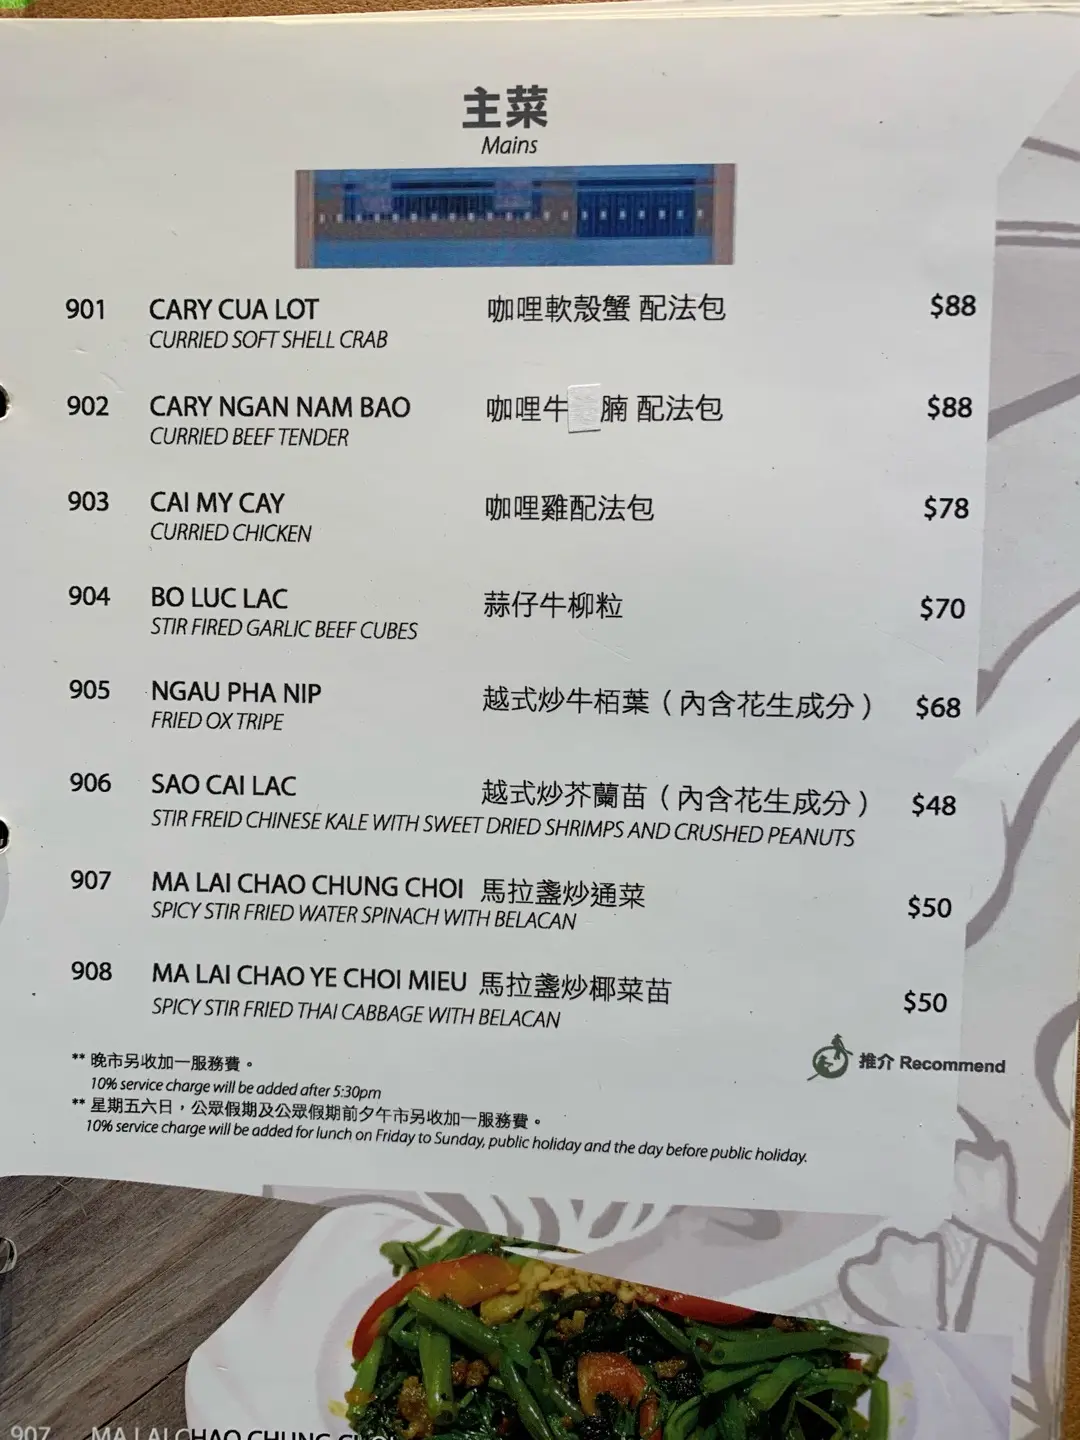 主菜
Mains
901 CARY CUA LOT 咖哩軟殼蟹 配法包 $88
CURRIED SOFT SHELL CRAB
902 CARY NGAN NAM BAO 咖哩牛 腩 配法包 $88
CURRIED BEEF TENDER
903 CAI MY CAY 咖哩雞配法包 $78
CURRIED CHICKEN
904 BO LUC LAC 蒜仔牛柳粒 $70
STIR FIRED GARLIC BEEF CUBES
905 NGAU PHA NIP 越式炒牛栢葉（內含花生成分） $68
FRIED OX TRIPE
906 SAO CAI LAC 越式炒芥蘭苗（內含花生成分） $48
STIR FREID CHINESE KALE WITH SWEET DRIED SHRIMPS AND CRUSHED PEANUTS
907 MA LAI CHAO CHUNG CHOI 馬拉盞炒通菜 $50
SPICY STIR FRIED WATER SPINACH WITH BELACAN
908 MA LAI CHAO YE CHOI MIEU 馬拉盞炒椰菜苗 $50
SPICY STIR FRIED THAI CABBAGE WITH BELACAN
推介 Recommend
** 晚市另收加一服務費。
10% service charge will be added after 5:30pm
** 星期五六日，公眾假期及公眾假期前夕午市另收加一服務費。
10% service charge will be added for lunch on Friday to Sunday, public holiday and the day before public holiday.
907 MA LAI CHAO CHUNG CHOI